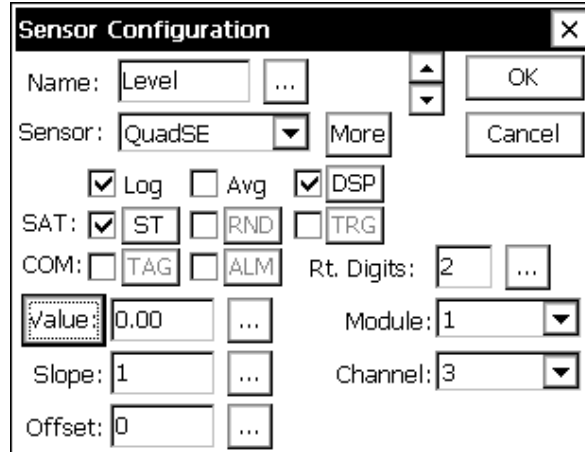 Sensor Configuration
Name: Level ... OK
Sensor: QuadSE More Cancel
Log Avg DSP
SAT: ST RND TRG
COM: TAG ALM Rt. Digits: 2 ...
Value: 0.00 ... Module: 1
Slope: 1 ... Channel: 3
Offset: 0 ...